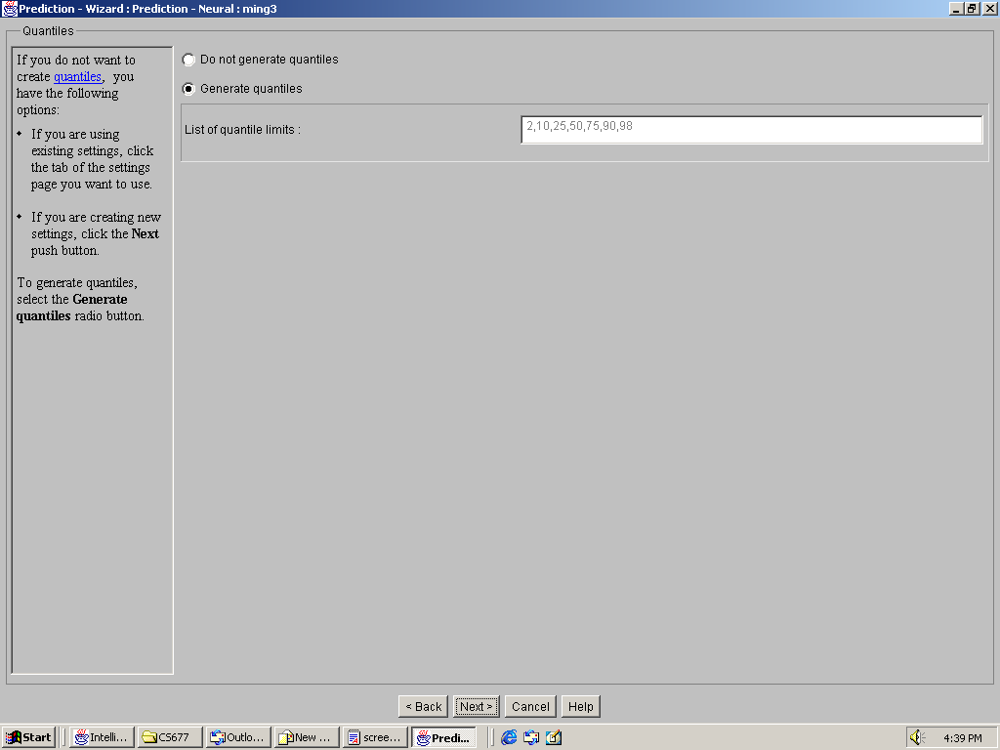 Prediction - Wizard : Prediction - Neural : ming3
Quantiles
If you do not want to
create quantiles, you
have the following
options:
• If you are using
existing settings, click
the tab of the settings
page you want to use.
• If you are creating new
settings, click the Next
push button.
To generate quantiles,
select the Generate
quantiles radio button.
Do not generate quantiles
Generate quantiles
List of quantile limits :
2,10,25,50,75,90,98
< Back
Next >
Cancel
Help
Start
Intelli...
CS677
Outlo...
New ...
scree...
Predi...
4:39 PM